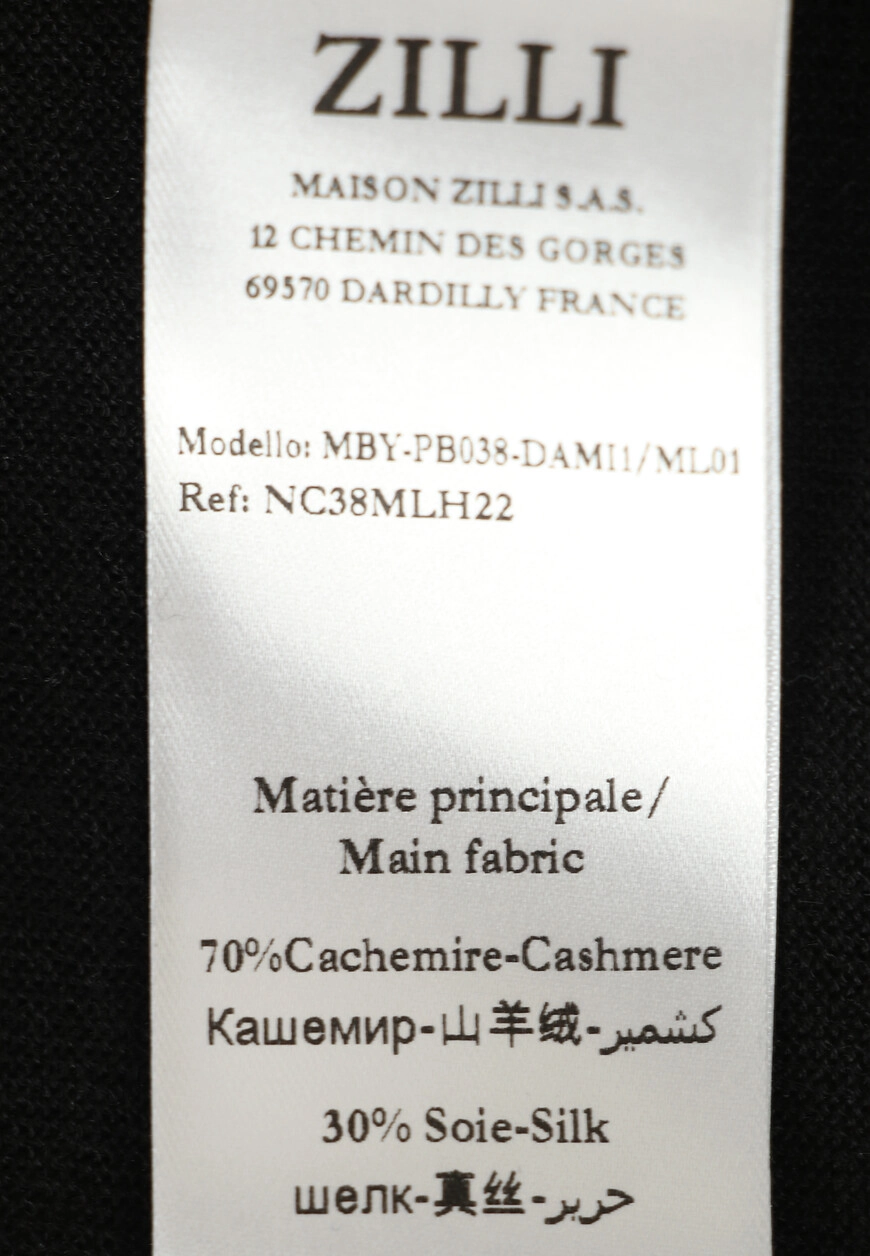 ZILLI
MAISON ZILLI S.A.S.
12 CHEMIN DES GORGES
69570 DARDILLY FRANCE
Modello: MBY-PB038-DAMI1/ML01
Ref: NC38MLH22
Matière principale/
Main fabric
70%Cachemire-Cashmere
Кашемир-山羊绒-كشمير
30% Soie-Silk
шелк-真丝-حرير